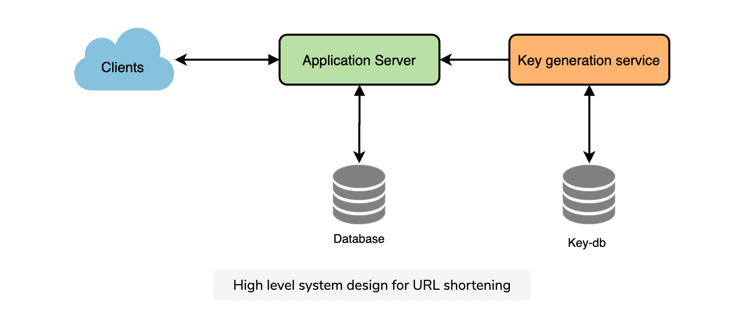 Clients
Application Server
Key generation service
Database
Key-db
High level system design for URL shortening